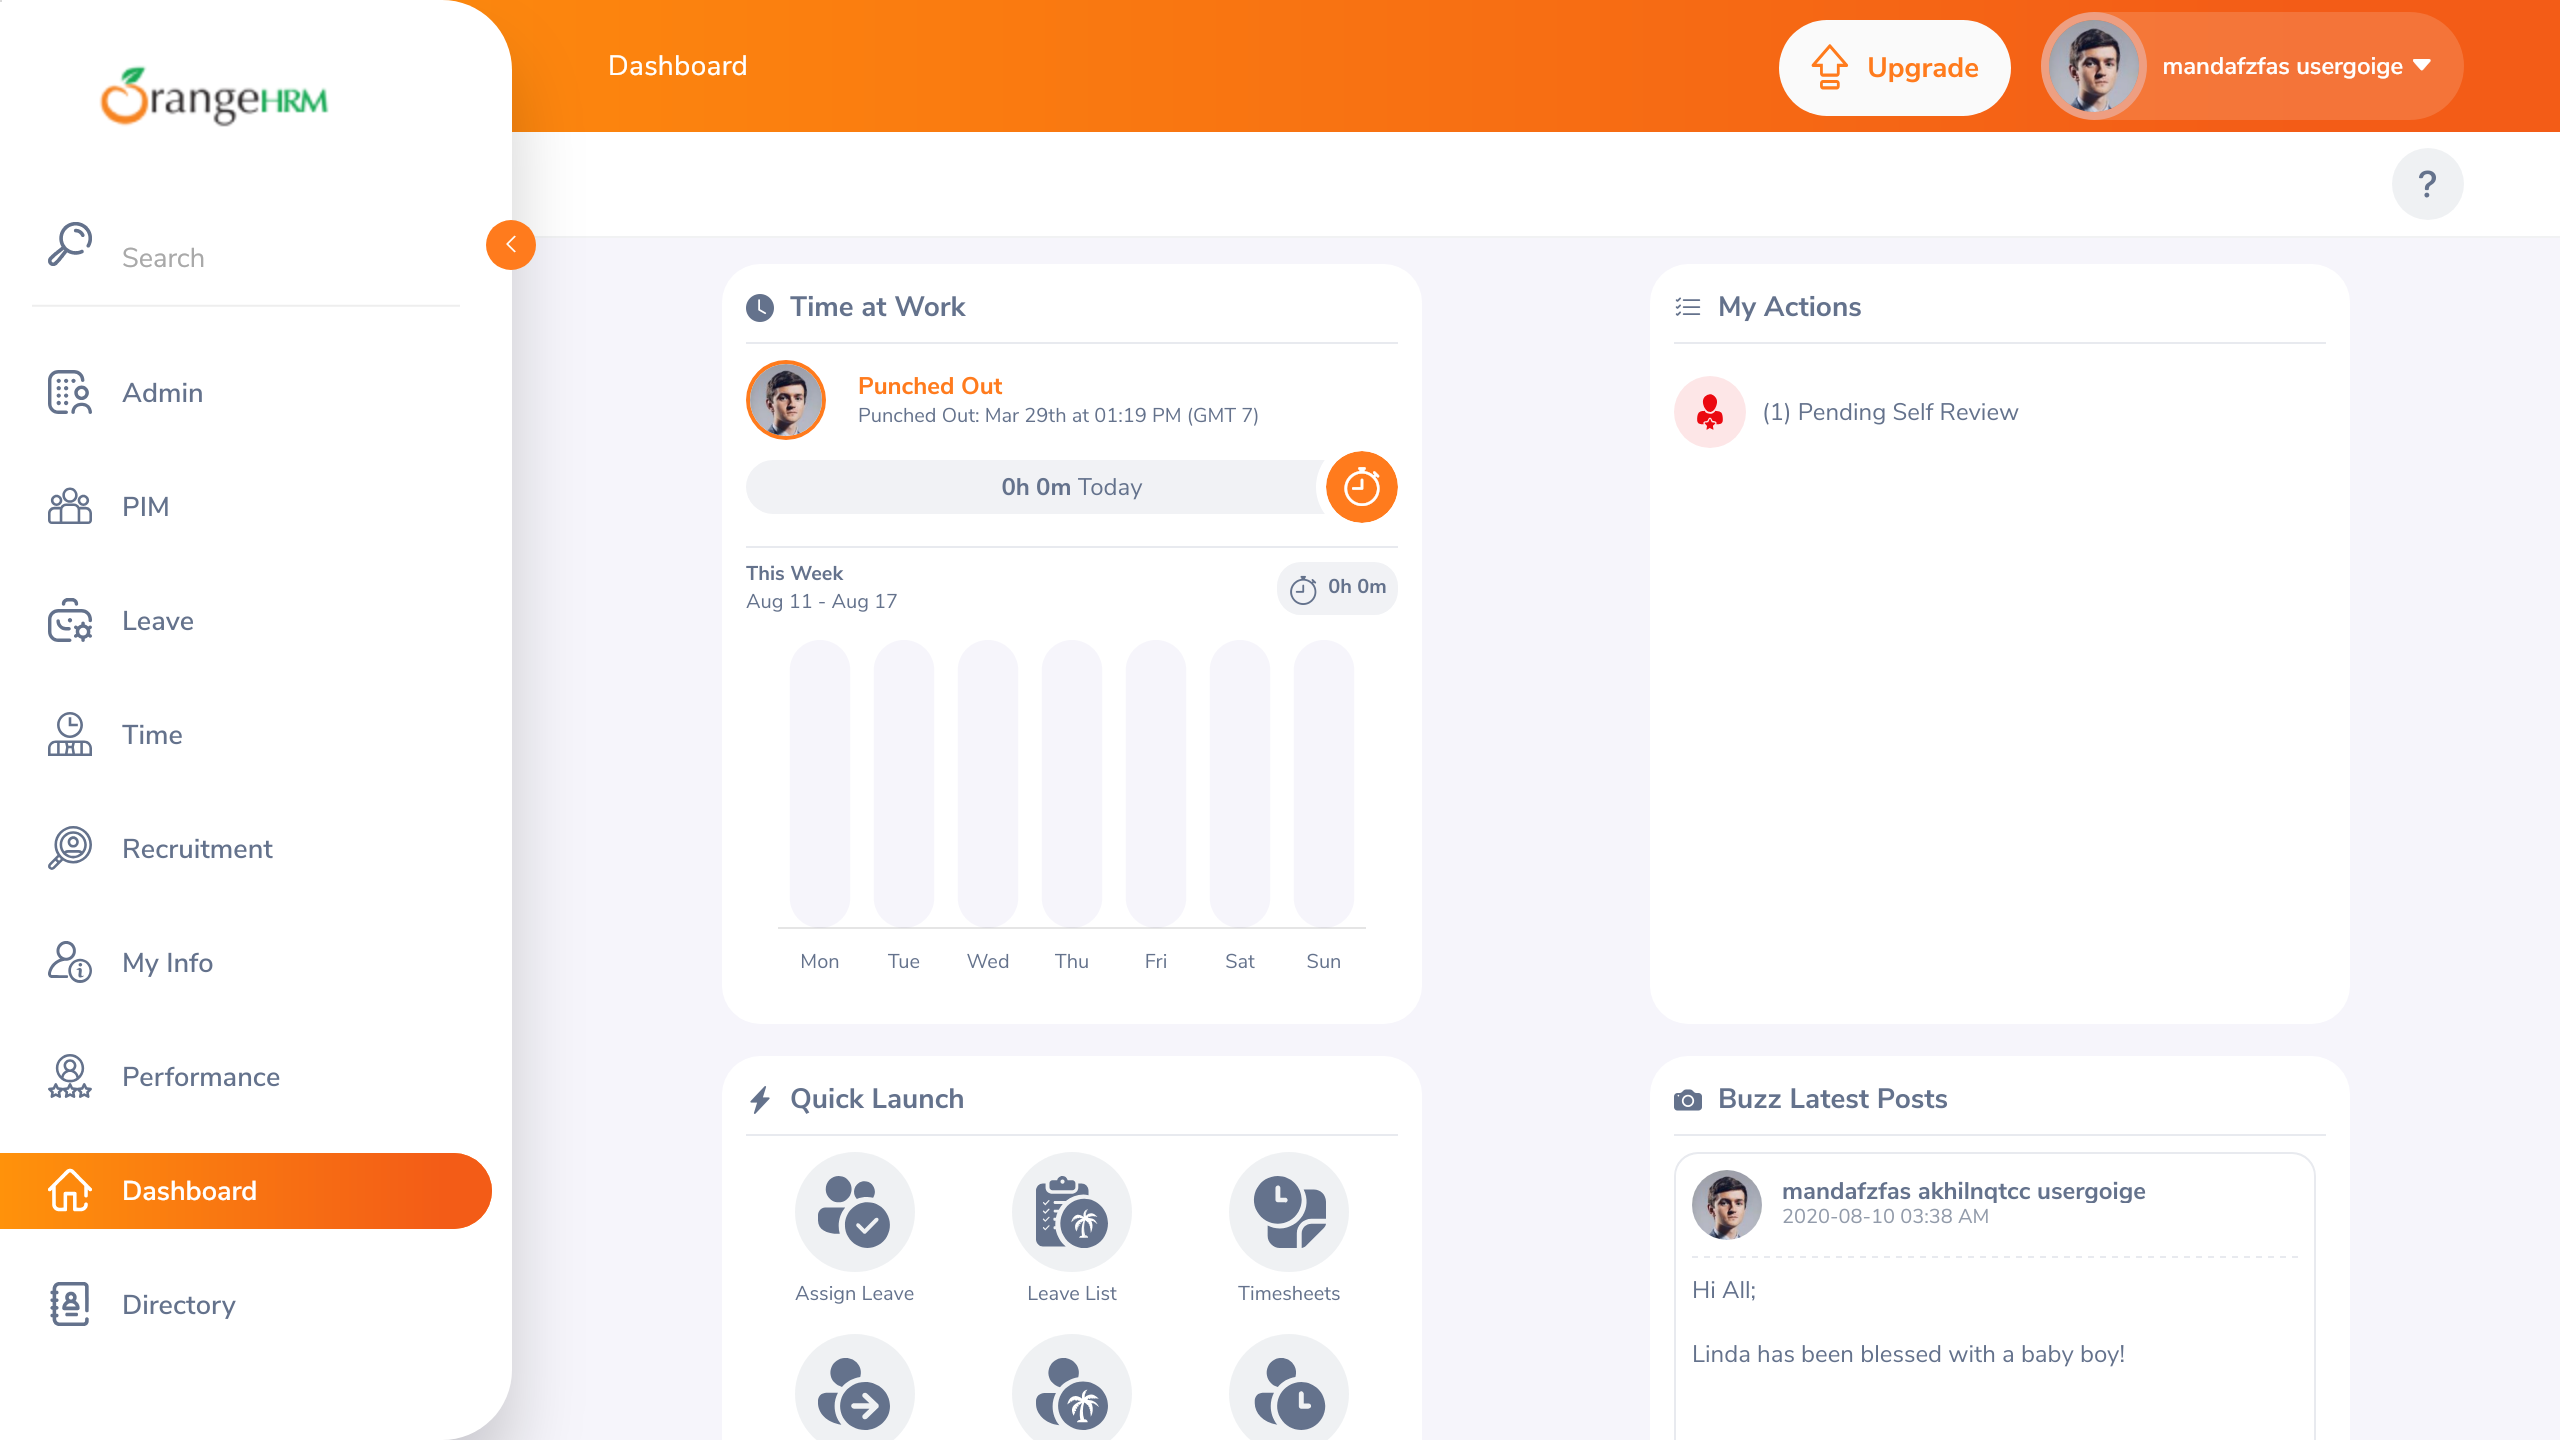 OrangeHRM
Search
Admin
PIM
Leave
Time
Recruitment
My Info
Performance
Dashboard
Directory
Dashboard
Upgrade
mandafzfas usergoige
?
Time at Work
Punched Out
Punched Out: Mar 29th at 01:19 PM (GMT 7)
0h 0m Today
This Week
Aug 11 - Aug 17
0h 0m
Mon Tue Wed Thu Fri Sat Sun
My Actions
(1) Pending Self Review
Quick Launch
Assign Leave
Leave List
Timesheets
Buzz Latest Posts
mandafzfas akhilnqtcc usergoige
2020-08-10 03:38 AM
Hi All;
Linda has been blessed with a baby boy!